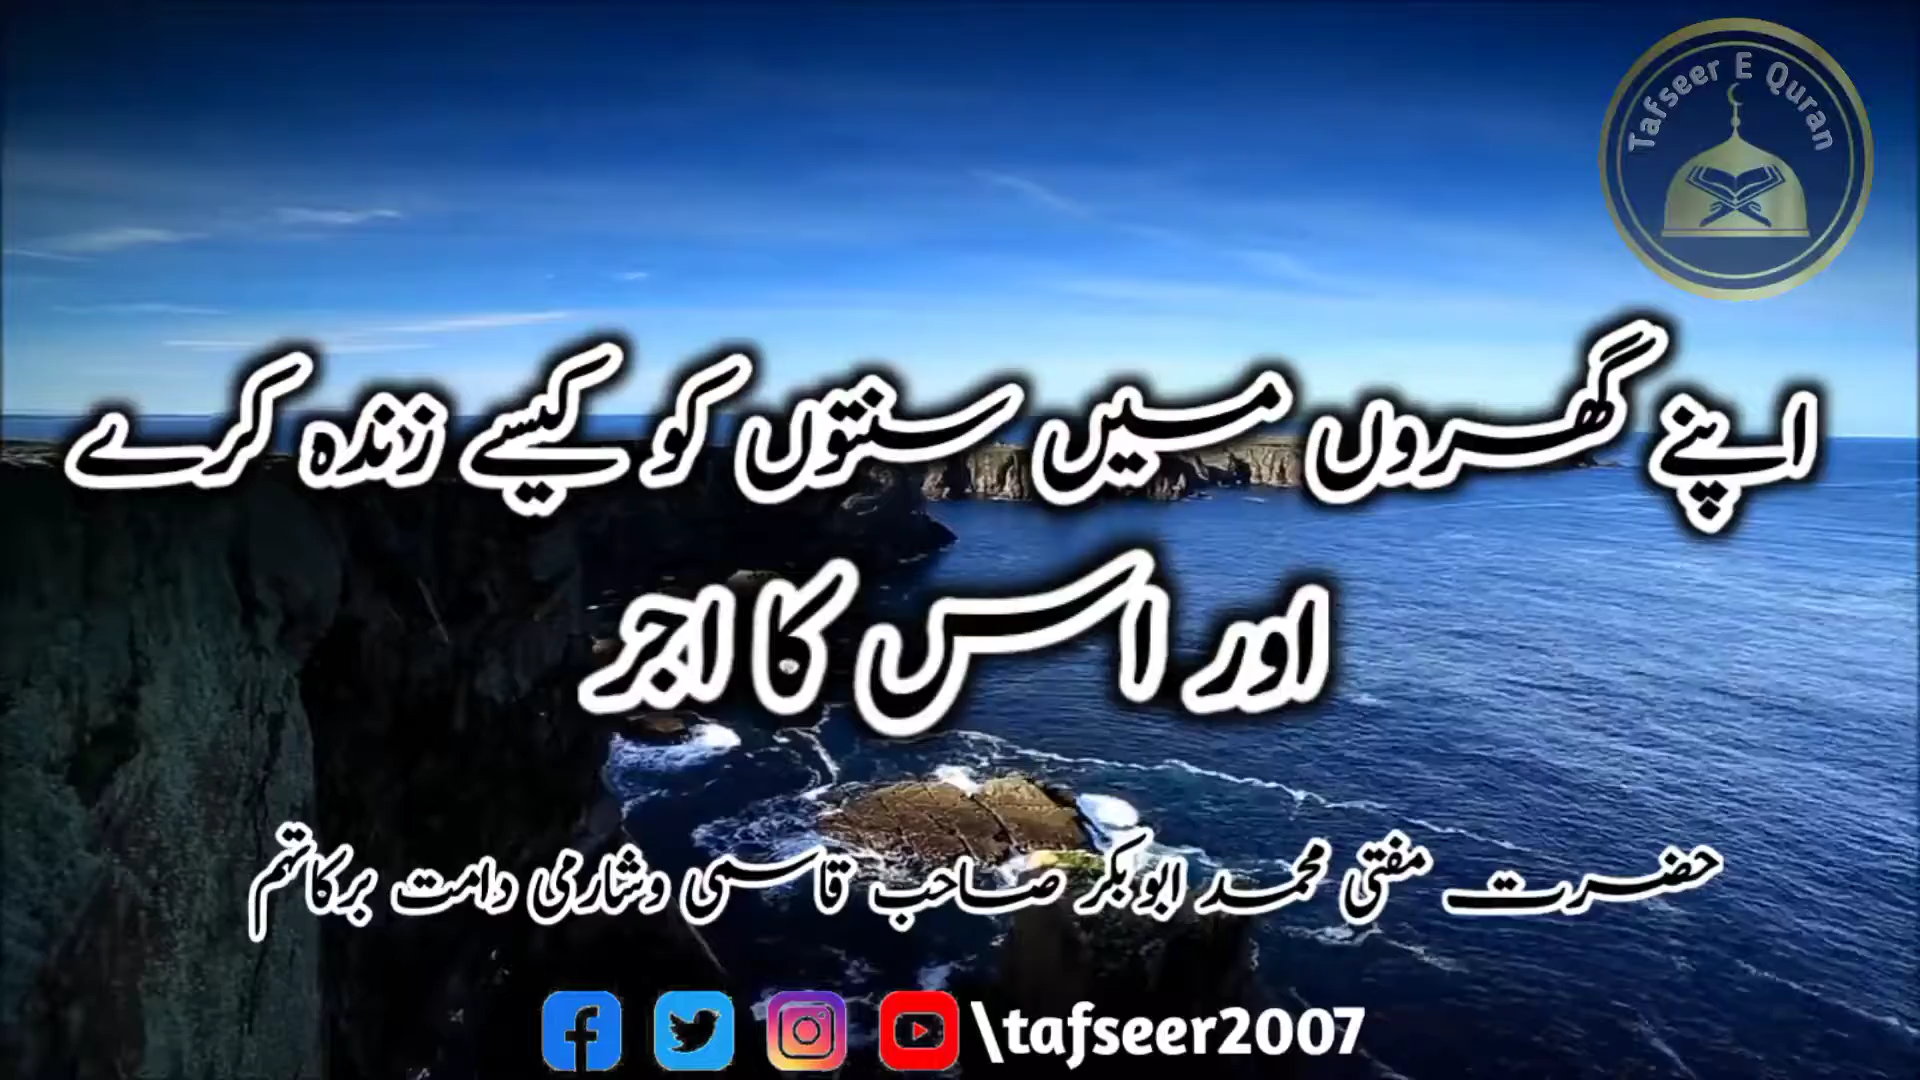 Tafseer E Quran
اپنے گھروں میں سنتوں کو کیسے زندہ کرے
اور اس کا اجر
حضرت مفتی محمد ابوبکر صاحب قاسمی وشارمی دامت برکاتہم
\tafseer2007